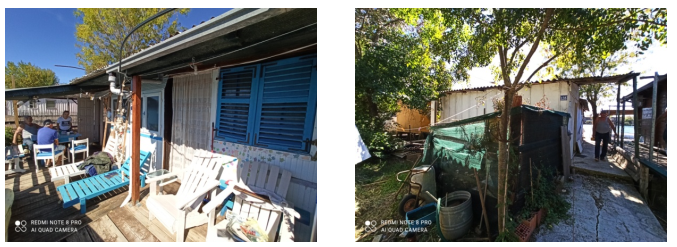 REDMI NOTE 8 PRO
AI QUAD CAMERA
REDMI NOTE 8 PRO
AI QUAD CAMERA